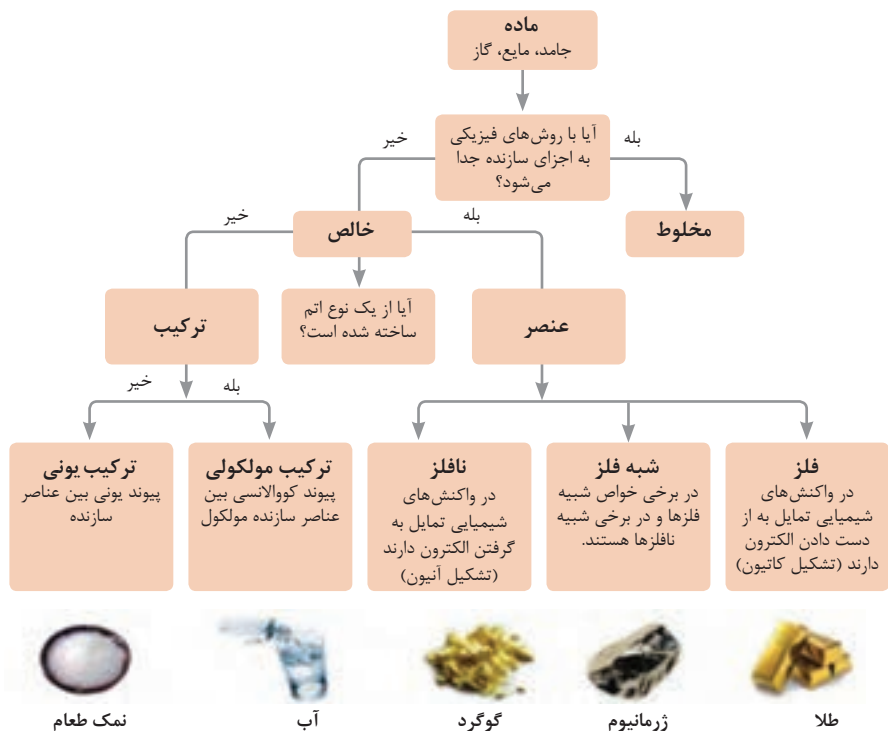 ماده
جامد، مایع، گاز
آیا با روش‌های فیزیکی
به اجزای سازنده جدا
می‌شود؟
بله
خیر
مخلوط
خالص
بله
خیر
عنصر
آیا از یک نوع اتم
ساخته شده است؟
ترکیب
بله
خیر
فلز
در واکنش‌های
شیمیایی تمایل به از
دست دادن الکترون
دارند (تشکیل کاتیون)
شبه فلز
در برخی خواص شبیه
فلزها و در برخی شبیه
نافلزها هستند.
نافلز
در واکنش‌های
شیمیایی تمایل به
گرفتن الکترون دارند
(تشکیل آنیون)
ترکیب مولکولی
پیوند کووالانسی بین
عناصر سازنده مولکول
ترکیب یونی
پیوند یونی بین عناصر
سازنده
طلا
ژرمانیوم
گوگرد
آب
نمک طعام